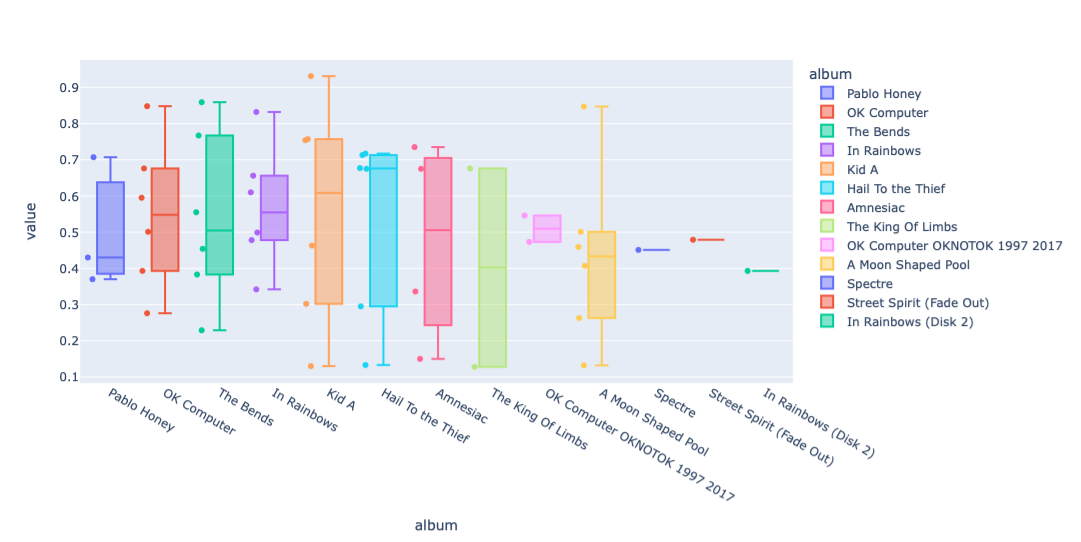 album
Pablo Honey
OK Computer
The Bends
In Rainbows
Kid A
Hail To the Thief
Amnesiac
The King Of Limbs
OK Computer OKNOTOK 1997 2017
A Moon Shaped Pool
Spectre
Street Spirit (Fade Out)
In Rainbows (Disk 2)
value
0.9
0.8
0.7
0.6
0.5
0.4
0.3
0.2
0.1
Pablo Honey
OK Computer
The Bends
In Rainbows
Kid A
Hail To the Thief
Amnesiac
The King Of Limbs
OK Computer OKNOTOK 1997 2017
A Moon Shaped Pool
Spectre
Street Spirit (Fade Out)
In Rainbows (Disk 2)
album